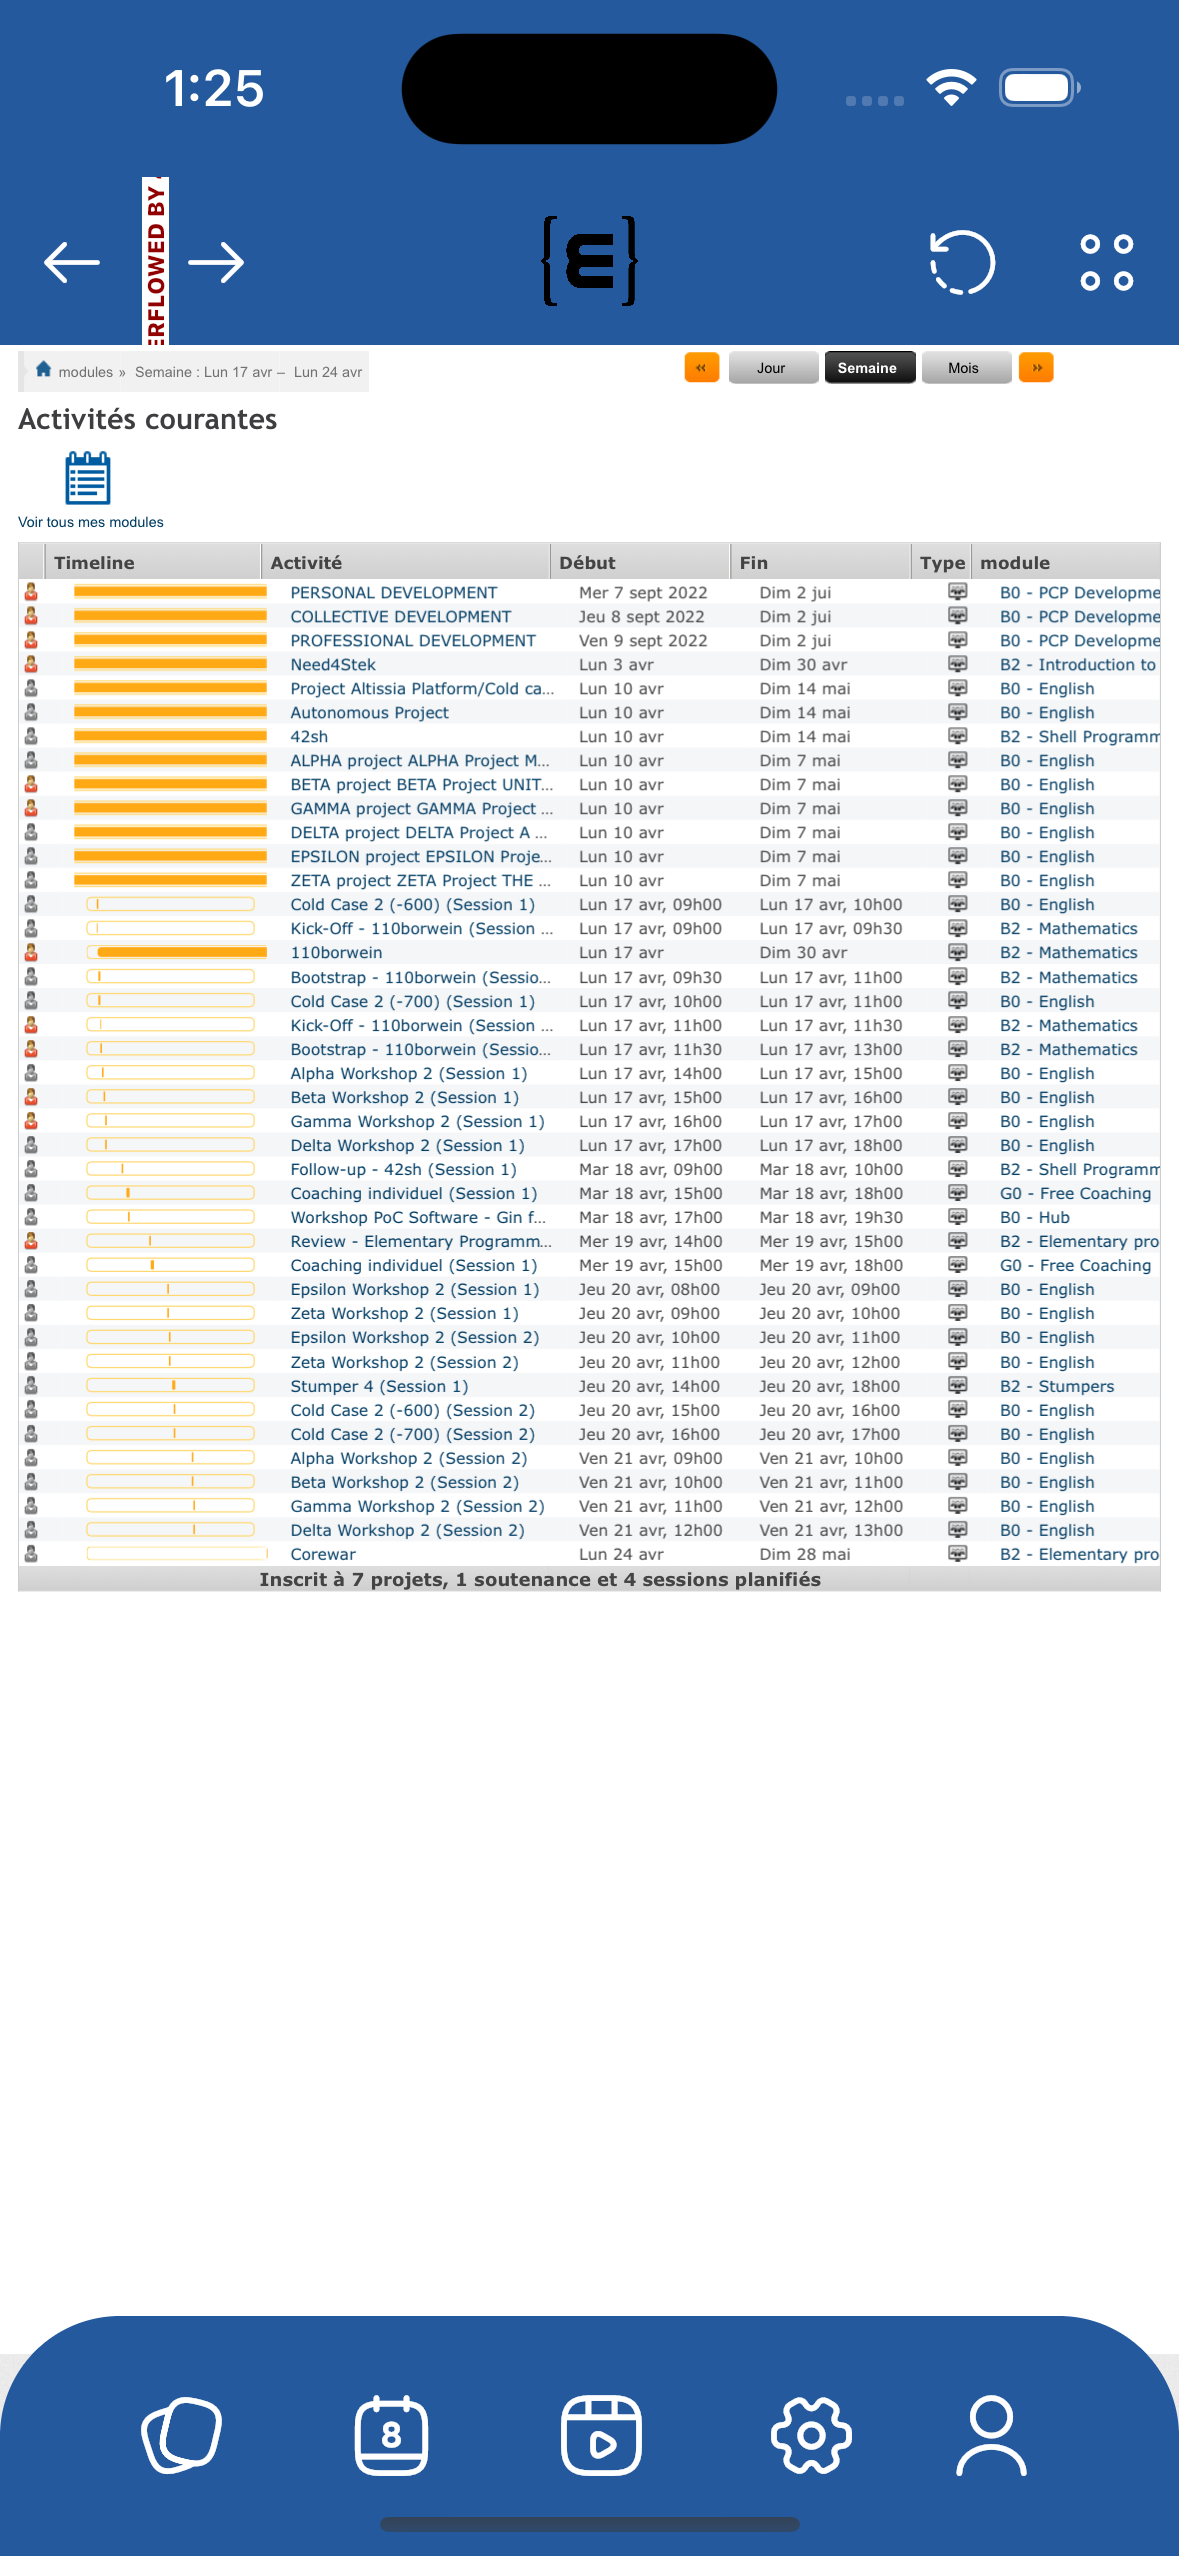 1:25
ERFLOWED BY
{E}
modules » Semaine : Lun 17 avr – Lun 24 avr
Jour Semaine Mois
Activités courantes
Voir tous mes modules
Timeline Activité Début Fin Type module
PERSONAL DEVELOPMENT Mer 7 sept 2022 Dim 2 jui B0 - PCP Developme
COLLECTIVE DEVELOPMENT Jeu 8 sept 2022 Dim 2 jui B0 - PCP Developme
PROFESSIONAL DEVELOPMENT Ven 9 sept 2022 Dim 2 jui B0 - PCP Developme
Need4Stek Lun 3 avr Dim 30 avr B2 - Introduction to
Project Altissia Platform/Cold ca... Lun 10 avr Dim 14 mai B0 - English
Autonomous Project Lun 10 avr Dim 14 mai B0 - English
42sh Lun 10 avr Dim 14 mai B2 - Shell Programm
ALPHA project ALPHA Project M... Lun 10 avr Dim 7 mai B0 - English
BETA project BETA Project UNIT... Lun 10 avr Dim 7 mai B0 - English
GAMMA project GAMMA Project ... Lun 10 avr Dim 7 mai B0 - English
DELTA project DELTA Project A ... Lun 10 avr Dim 7 mai B0 - English
EPSILON project EPSILON Proje... Lun 10 avr Dim 7 mai B0 - English
ZETA project ZETA Project THE ... Lun 10 avr Dim 7 mai B0 - English
Cold Case 2 (-600) (Session 1) Lun 17 avr, 09h00 Lun 17 avr, 10h00 B0 - English
Kick-Off - 110borwein (Session ... Lun 17 avr, 09h00 Lun 17 avr, 09h30 B2 - Mathematics
110borwein Lun 17 avr Dim 30 avr B2 - Mathematics
Bootstrap - 110borwein (Sessio... Lun 17 avr, 09h30 Lun 17 avr, 11h00 B2 - Mathematics
Cold Case 2 (-700) (Session 1) Lun 17 avr, 10h00 Lun 17 avr, 11h00 B0 - English
Kick-Off - 110borwein (Session ... Lun 17 avr, 11h00 Lun 17 avr, 11h30 B2 - Mathematics
Bootstrap - 110borwein (Sessio... Lun 17 avr, 11h30 Lun 17 avr, 13h00 B2 - Mathematics
Alpha Workshop 2 (Session 1) Lun 17 avr, 14h00 Lun 17 avr, 15h00 B0 - English
Beta Workshop 2 (Session 1) Lun 17 avr, 15h00 Lun 17 avr, 16h00 B0 - English
Gamma Workshop 2 (Session 1) Lun 17 avr, 16h00 Lun 17 avr, 17h00 B0 - English
Delta Workshop 2 (Session 1) Lun 17 avr, 17h00 Lun 17 avr, 18h00 B0 - English
Follow-up - 42sh (Session 1) Mar 18 avr, 09h00 Mar 18 avr, 10h00 B2 - Shell Programm
Coaching individuel (Session 1) Mar 18 avr, 15h00 Mar 18 avr, 18h00 G0 - Free Coaching
Workshop PoC Software - Gin f... Mar 18 avr, 17h00 Mar 18 avr, 19h30 B0 - Hub
Review - Elementary Programm... Mer 19 avr, 14h00 Mer 19 avr, 15h00 B2 - Elementary pro
Coaching individuel (Session 1) Mer 19 avr, 15h00 Mer 19 avr, 18h00 G0 - Free Coaching
Epsilon Workshop 2 (Session 1) Jeu 20 avr, 08h00 Jeu 20 avr, 09h00 B0 - English
Zeta Workshop 2 (Session 1) Jeu 20 avr, 09h00 Jeu 20 avr, 10h00 B0 - English
Epsilon Workshop 2 (Session 2) Jeu 20 avr, 10h00 Jeu 20 avr, 11h00 B0 - English
Zeta Workshop 2 (Session 2) Jeu 20 avr, 11h00 Jeu 20 avr, 12h00 B0 - English
Stumper 4 (Session 1) Jeu 20 avr, 14h00 Jeu 20 avr, 18h00 B2 - Stumpers
Cold Case 2 (-600) (Session 2) Jeu 20 avr, 15h00 Jeu 20 avr, 16h00 B0 - English
Cold Case 2 (-700) (Session 2) Jeu 20 avr, 16h00 Jeu 20 avr, 17h00 B0 - English
Alpha Workshop 2 (Session 2) Ven 21 avr, 09h00 Ven 21 avr, 10h00 B0 - English
Beta Workshop 2 (Session 2) Ven 21 avr, 10h00 Ven 21 avr, 11h00 B0 - English
Gamma Workshop 2 (Session 2) Ven 21 avr, 11h00 Ven 21 avr, 12h00 B0 - English
Delta Workshop 2 (Session 2) Ven 21 avr, 12h00 Ven 21 avr, 13h00 B0 - English
Corewar Lun 24 avr Dim 28 mai B2 - Elementary pro
Inscrit à 7 projets, 1 soutenance et 4 sessions planifiés
8